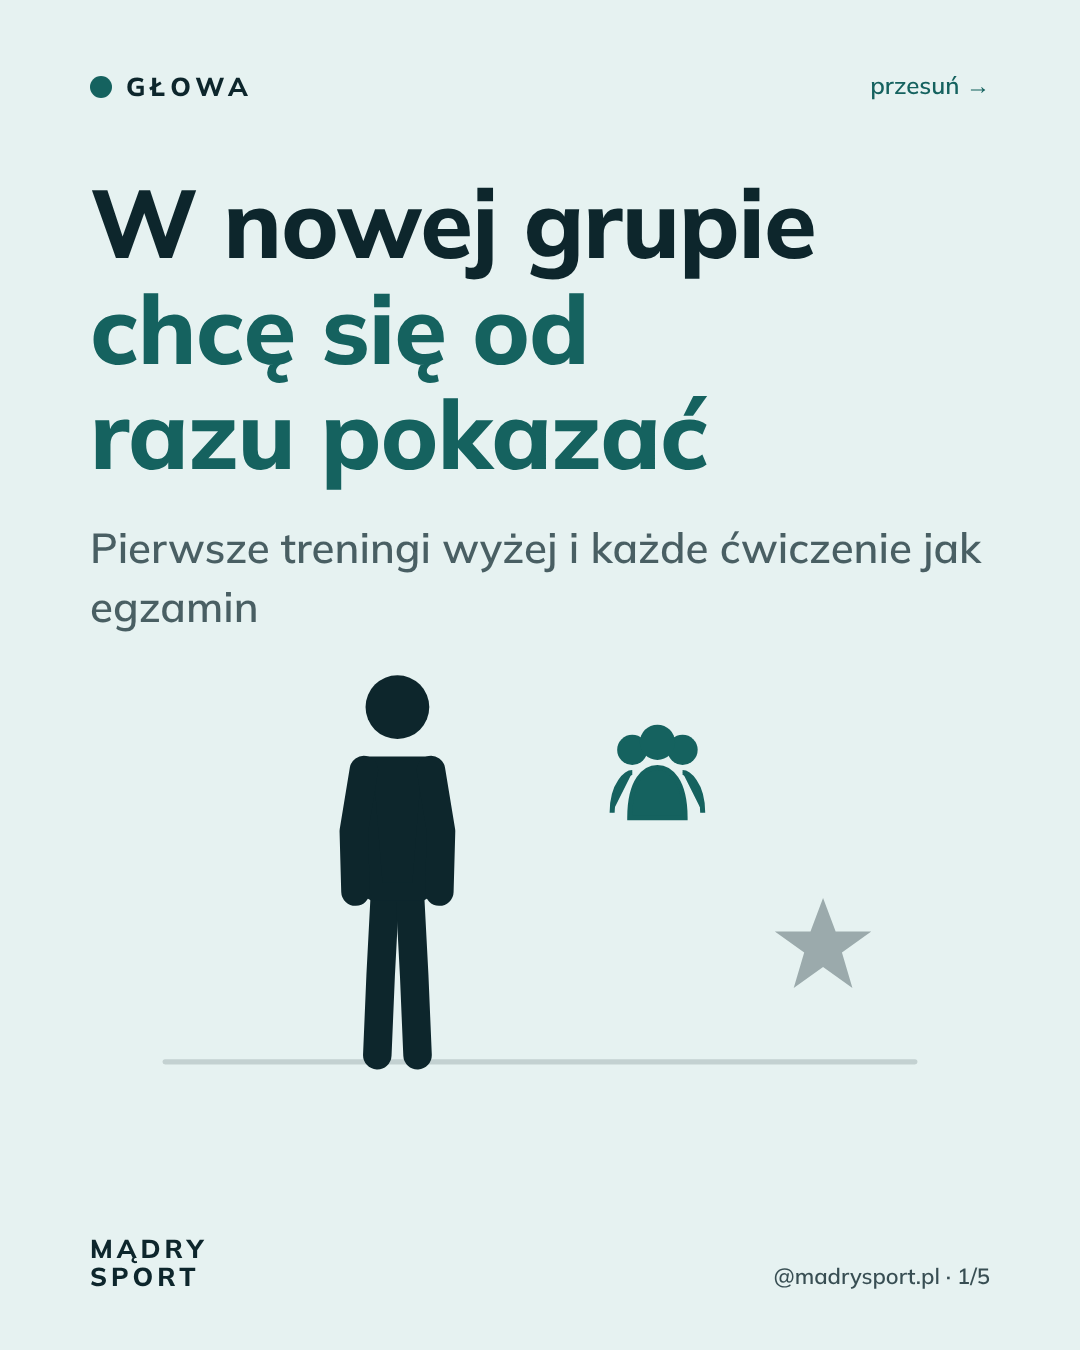 GŁOWA
przesuń →
W nowej grupie
chcę się od
razu pokazać
Pierwsze treningi wyżej i każde ćwiczenie jak
egzamin
MĄDRY
SPORT
@madrysport.pl · 1/5